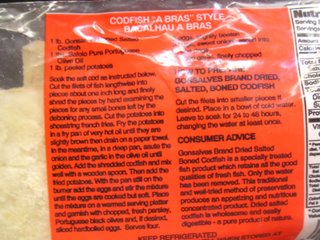 CODFISH "A BRAS" STYLE
BACALHAU A BRAS
1 lb. Boned Salted
Codfish
Portuguese
Olive Oil
1 lb. peeled potatoes
eggs, lightly beaten
sweet onion, sliced
finely chopped
Soak the salt cod as instructed below.
Cut the filets of fish lengthwise into
pieces about one inch long and finely
shred the pieces by hand examining the
pieces for any small bones left by the
deboning process. Cut the potatoes into
shoestring french fries. Fry the potatoes
in a fry pan of very hot oil until they are
slightly brown then drain on a paper towel.
In the meantime, in a deep pan, saute the
onion and the garlic in the olive oil until
golden. Add the shredded codfish and mix
well with a wooden spoon. Then add the
fried potatoes. With the pan still on the
burner add the eggs and stir the mixture
until the eggs are cooked but soft. Place
the mixture on a warmed serving platter
and garnish with chopped, fresh parsley,
Portuguese black olives and, if desired,
sliced hardboiled eggs. Serves four.
GONSALVES BRAND DRIED,
SALTED, BONED CODFISH
Cut the filets into smaller pieces if
desired. Place in a bowl of cold water.
Leave to soak for 24 to 48 hours,
changing the water at least once.
CONSUMER ADVICE
Gonsalves Brand Dried Salted
Boned Codfish is a specially treated
fish product which retains all the good
qualities of fresh fish. Only the water
has been removed. This traditional
and well-tried method of preservation
produces an appetizing and nutritious
concentrated product. Dried salted
codfish is wholesome and easily
digestible - a pure product of nature.
KEEP REFRIGERATED